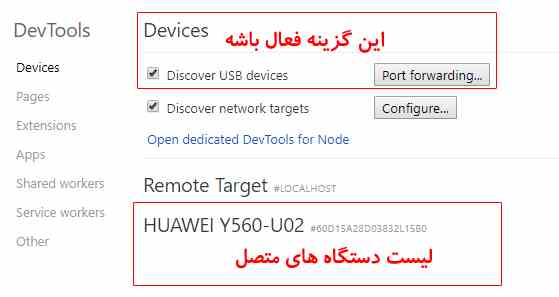 DevTools
Devices
Pages
Extensions
Apps
Shared workers
Service workers
Other
Devices
این گزینه فعال باشه
Discover USB devices
Port forwarding...
Discover network targets
Configure...
Open dedicated DevTools for Node
Remote Target #LOCALHOST
HUAWEI Y560-U02 #60D15A28D03832L15B0
لیست دستگاه های متصل